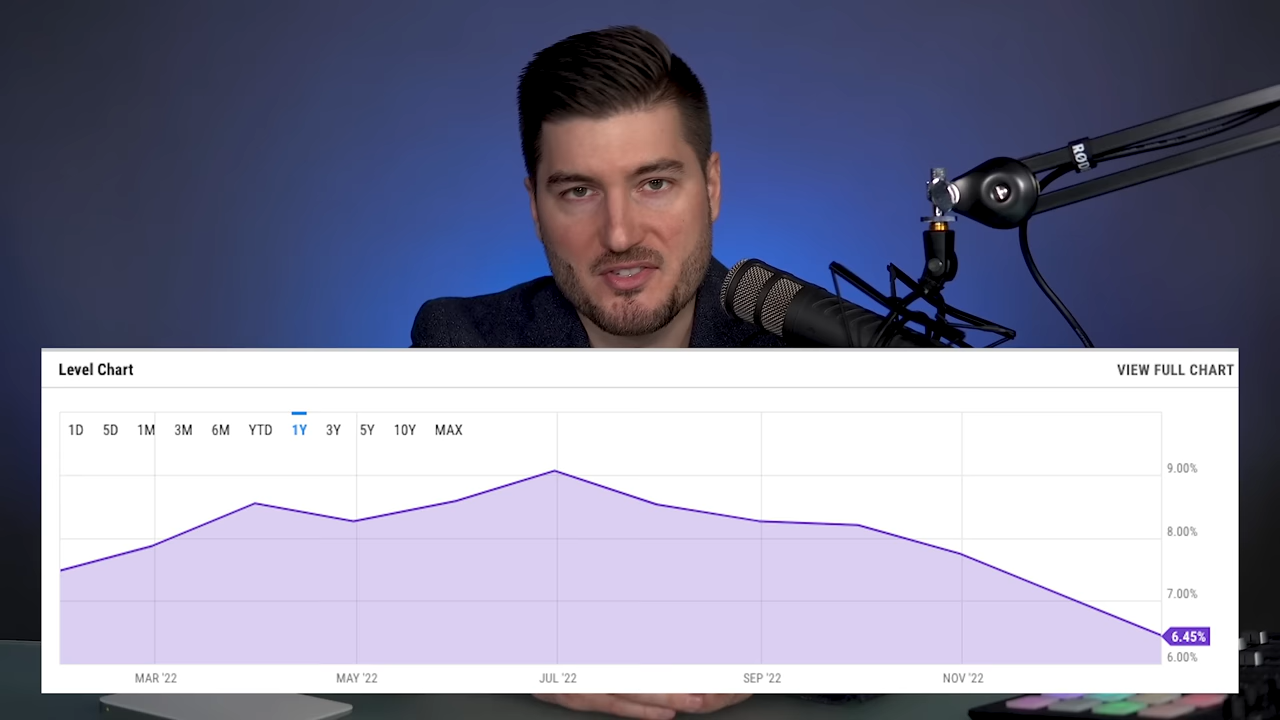 RØD
Level Chart
VIEW FULL CHART
1D 5D 1M 3M 6M YTD 1Y 3Y 5Y 10Y MAX
9.00%
8.00%
7.00%
6.45%
6.00%
MAR '22 MAY '22 JUL '22 SEP '22 NOV '22